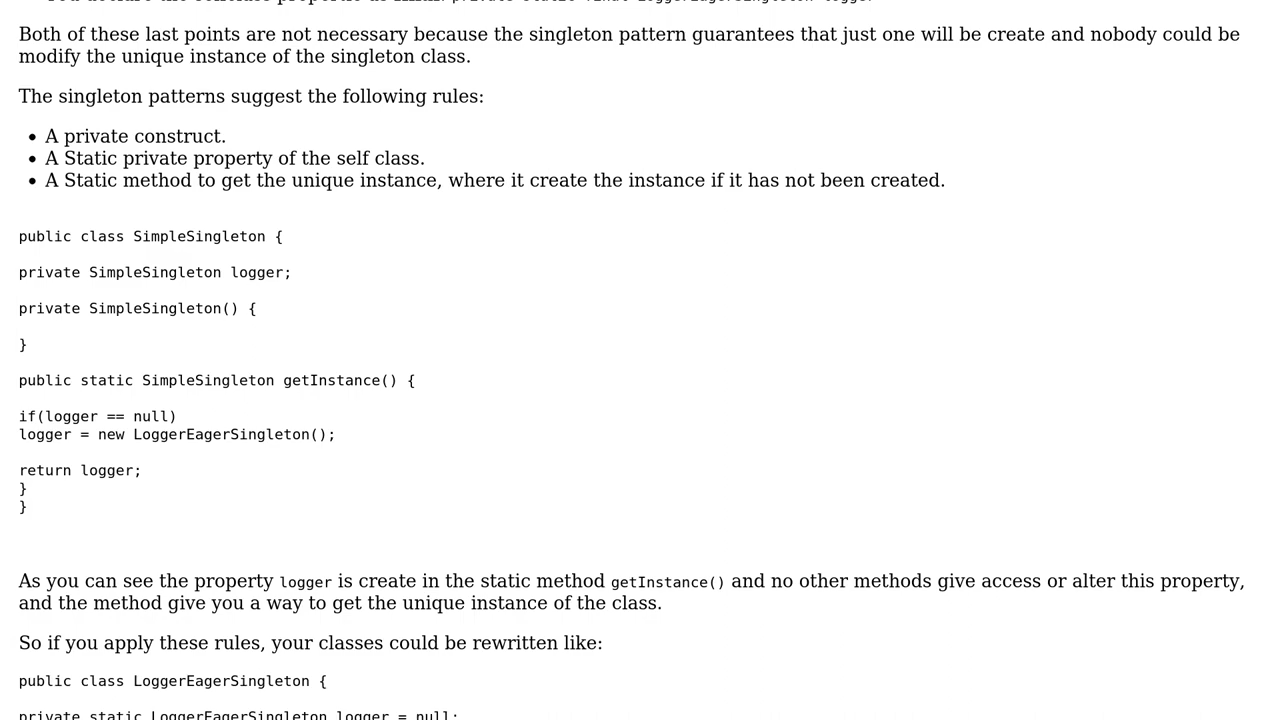 Both of these last points are not necessary because the singleton pattern guarantees that just one will be create and nobody could be
modify the unique instance of the singleton class.
The singleton patterns suggest the following rules:
• A private construct.
• A Static private property of the self class.
• A Static method to get the unique instance, where it create the instance if it has not been created.
public class SimpleSingleton {
private SimpleSingleton logger;
private SimpleSingleton() {
}
public static SimpleSingleton getInstance() {
if(logger == null)
logger = new LoggerEagerSingleton();
return logger;
}
}
As you can see the property logger is create in the static method getInstance() and no other methods give access or alter this property,
and the method give you a way to get the unique instance of the class.
So if you apply these rules, your classes could be rewritten like:
public class LoggerEagerSingleton {
private static LoggerEagerSingleton logger = null;